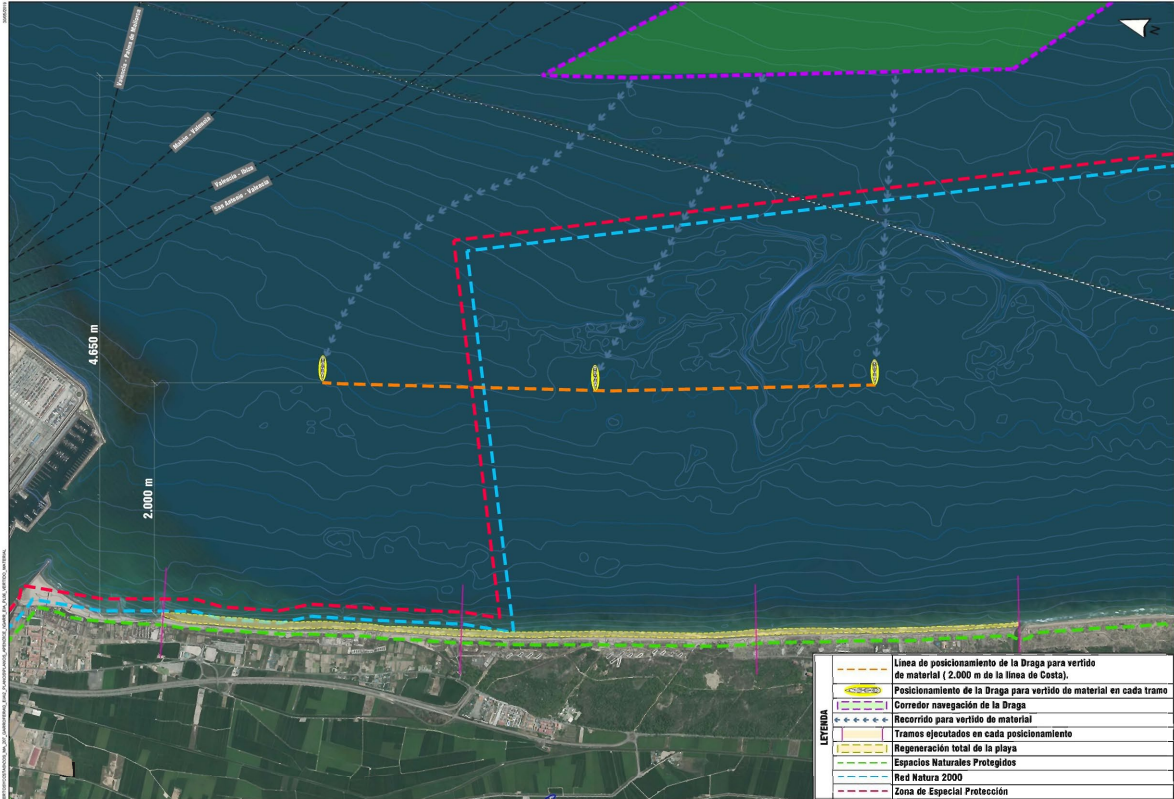 Valencia - Palma de Mallorca
Mahón - Valencia
Valencia - Ibiza
San Antonio - Valencia
N
4.650 m
2.000 m
LEYENDA
Línea de posicionamiento de la Draga para vertido
de material ( 2.000 m de la línea de Costa).
Posicionamiento de la Draga para vertido de material en cada tramo
Corredor navegación de la Draga
Recorrido para vertido de material
Tramos ejecutados en cada posicionamiento
Regeneración total de la playa
Espacios Naturales Protegidos
Red Natura 2000
Zona de Especial Protección